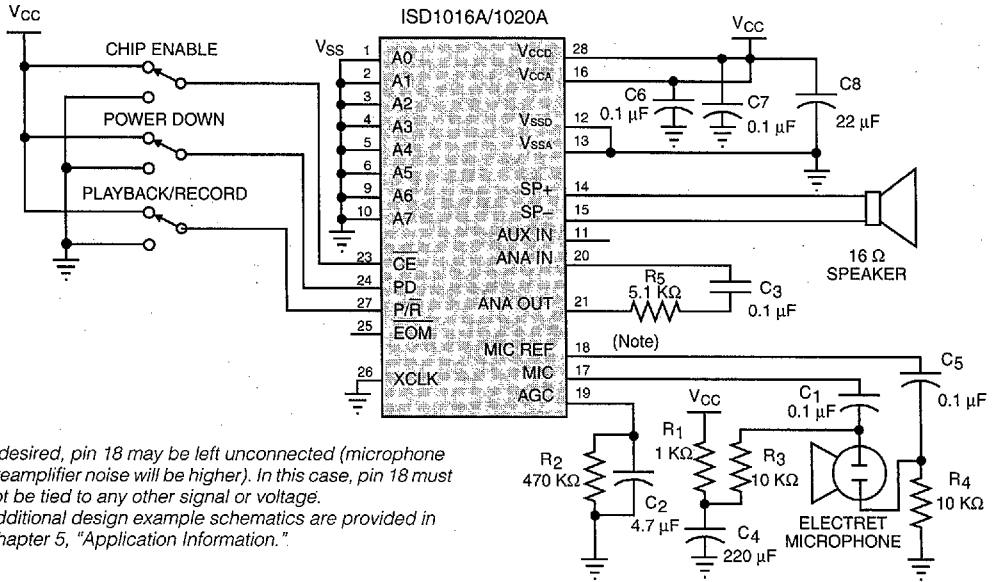 ISD1016A/1020A
VCC
CHIP ENABLE
POWER DOWN
PLAYBACK/RECORD
VSS
1 A0
2 A1
3 A2
4 A3
5 A4
6 A5
9 A6
10 A7
23 CE
24 PD
27 P/R
25 EOM
26 XCLK
VCCD 28
VCCA 16
VSSD 12
VSSA 13
SP+ 14
SP– 15
AUX IN 11
ANA IN 20
ANA OUT 21
MIC REF 18
MIC 17
AGC 19
VCC
C6
0.1 µF
C7
0.1 µF
C8
22 µF
16 Ω
SPEAKER
R5
5.1 KΩ
C3
0.1 µF
(Note)
C5
0.1 µF
C1
0.1 µF
VCC
R1
1 KΩ
R2
470 KΩ
C2
4.7 µF
R3
10 KΩ
C4
220 µF
ELECTRET
MICROPHONE
R4
10 KΩ
desired, pin 18 may be left unconnected (microphone
reamplifier noise will be higher). In this case, pin 18 must
ot be tied to any other signal or voltage.
dditional design example schematics are provided in
hapter 5, "Application Information."